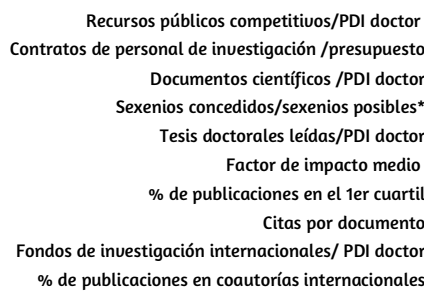 Recursos públicos competitivos/PDI doctor
Contratos de personal de investigación /presupuesto
Documentos científicos /PDI doctor
Sexenios concedidos/sexenios posibles*
Tesis doctorales leídas/PDI doctor
Factor de impacto medio
% de publicaciones en el 1er cuartil
Citas por documento
Fondos de investigación internacionales/ PDI doctor
% de publicaciones en coautorías internacionales